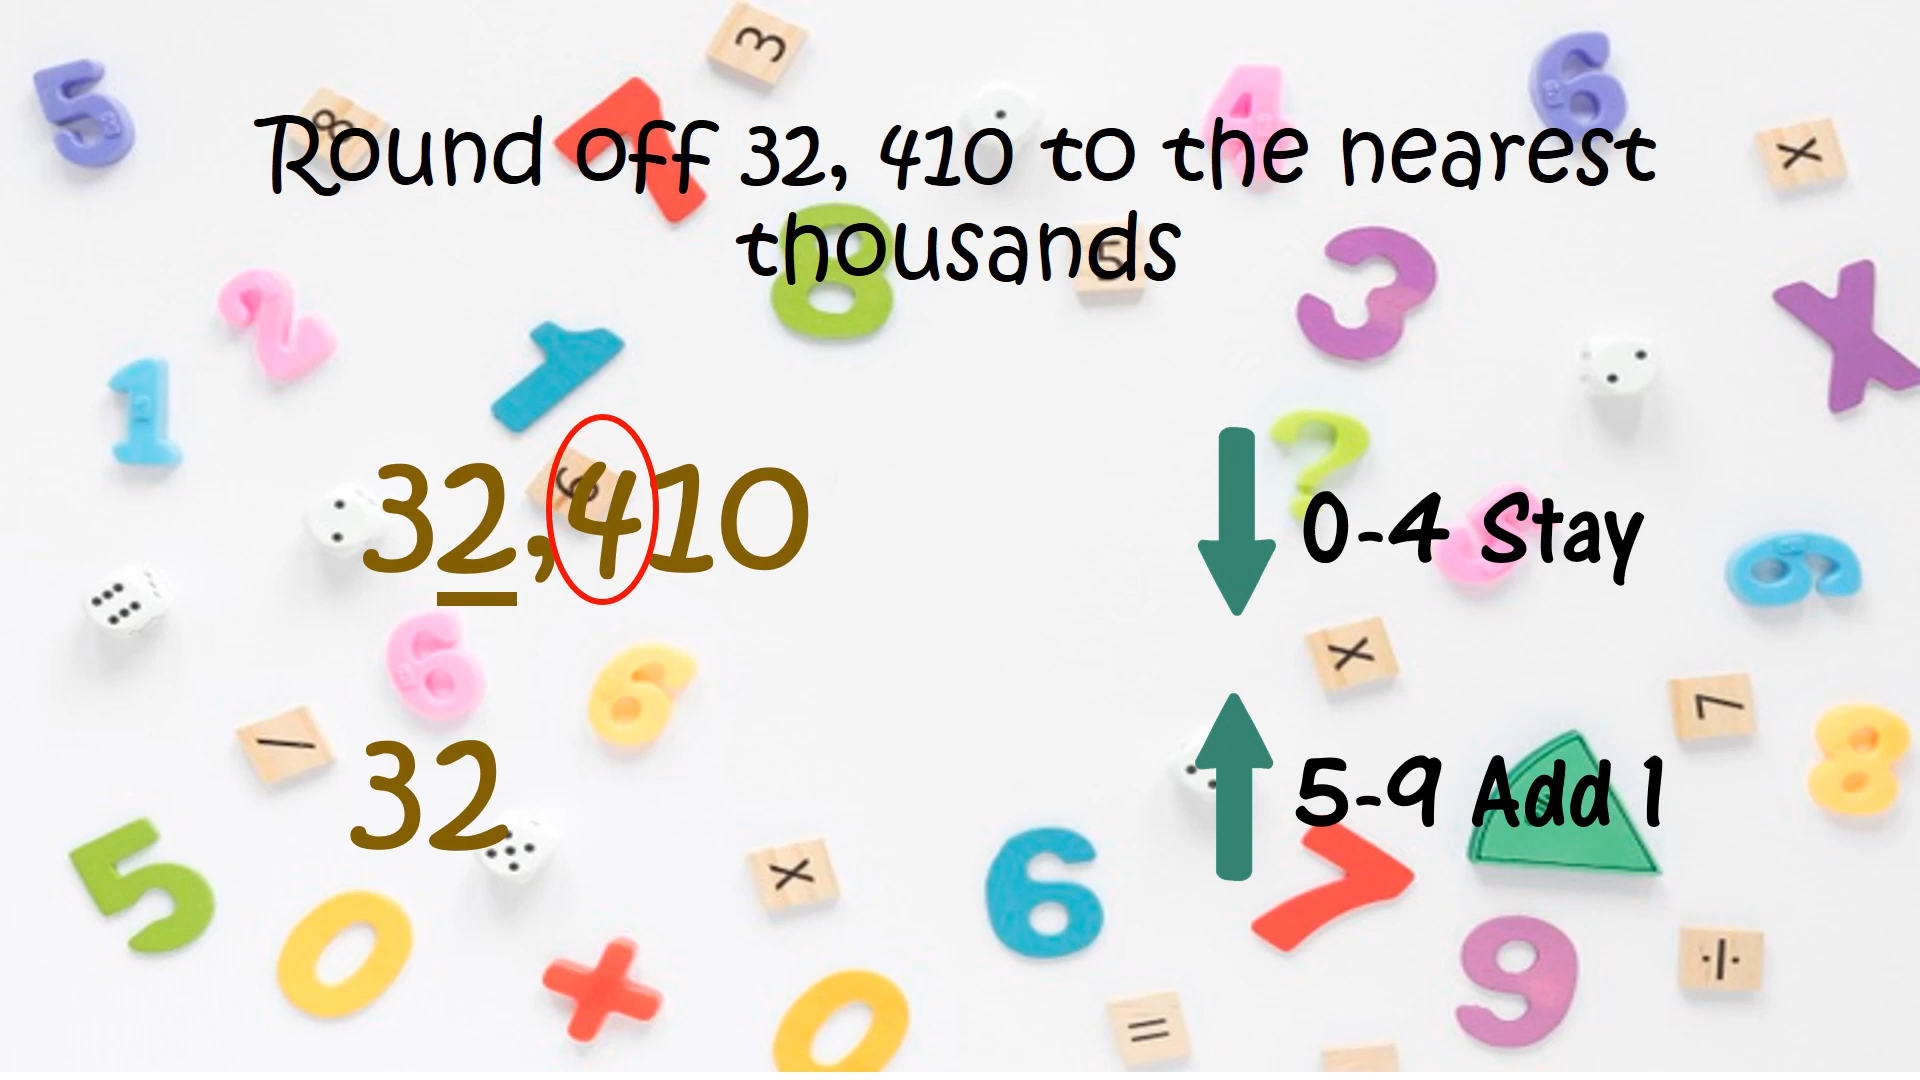 Round off 32, 410 to the nearest
thousands
32,410
0-4 Stay
32
5-9 Add 1